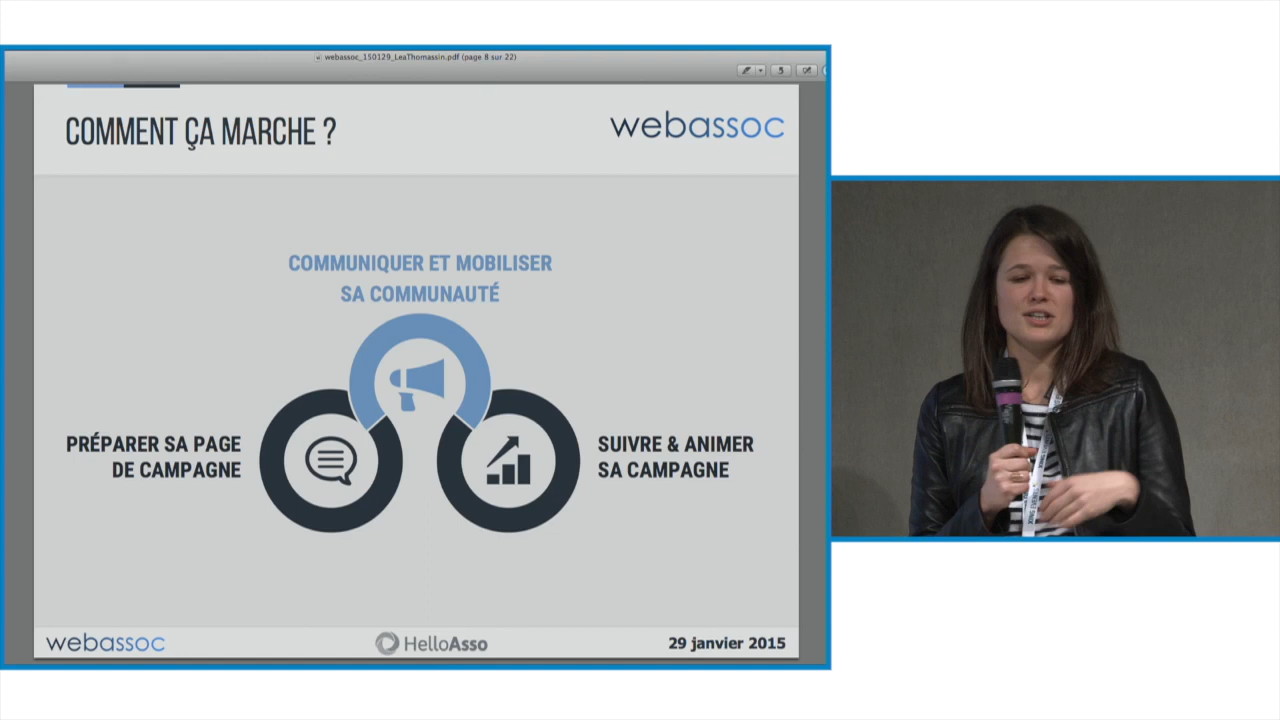 webassoc_150129_LeaThomassin.pdf (page 8 sur 22)
COMMENT ÇA MARCHE ?
webassoc
COMMUNIQUER ET MOBILISER
SA COMMUNAUTÉ
PRÉPARER SA PAGE
DE CAMPAGNE
SUIVRE & ANIMER
SA CAMPAGNE
webassoc
HelloAsso
29 janvier 2015